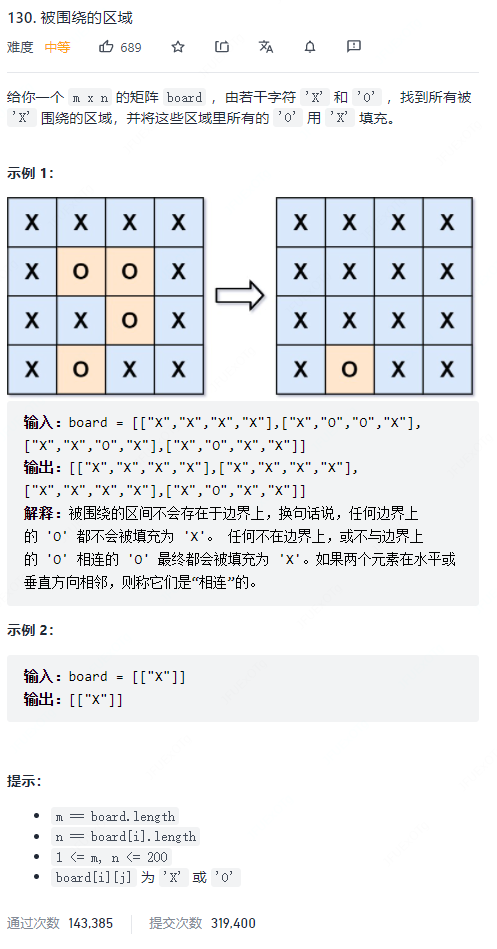 130. 被围绕的区域
难度 中等 689
给你一个 m x n 的矩阵 board ，由若干字符 'X' 和 'O' ，找到所有被
'X' 围绕的区域，并将这些区域里所有的 'O' 用 'X' 填充。
示例 1：
X X X X X X X X
X O O X X X X X
X X O X X X X X
X O X X X O X X
输入：board = [["X","X","X","X"],["X","O","O","X"],
["X","X","O","X"],["X","O","X","X"]]
输出：[["X","X","X","X"],["X","X","X","X"],
["X","X","X","X"],["X","O","X","X"]]
解释：被围绕的区间不会存在于边界上，换句话说，任何边界上
的 'O' 都不会被填充为 'X'。 任何不在边界上，或不与边界上
的 'O' 相连的 'O' 最终都会被填充为 'X'。如果两个元素在水平或
垂直方向相邻，则称它们是“相连”的。
示例 2：
输入：board = [["X"]]
输出：[["X"]]
提示：
m == board.length
n == board[i].length
1 <= m, n <= 200
board[i][j] 为 'X' 或 'O'
通过次数 143,385 提交次数 319,400